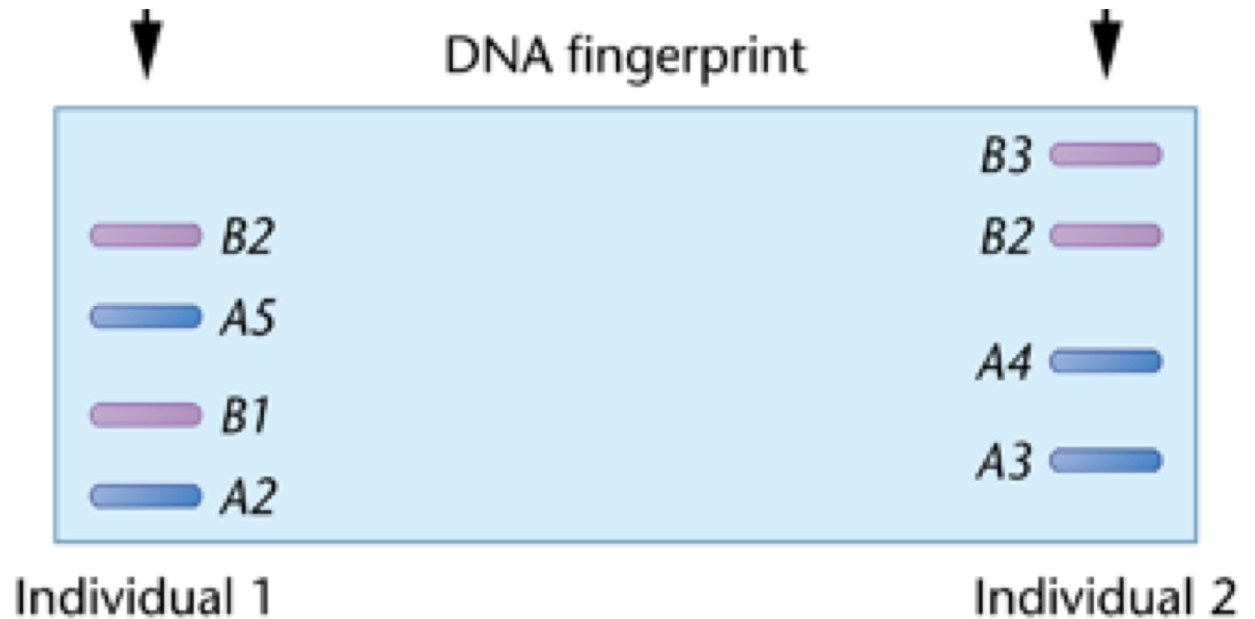 DNA fingerprint
B3
B2
B2
A5
A4
B1
A3
A2
Individual 1
Individual 2